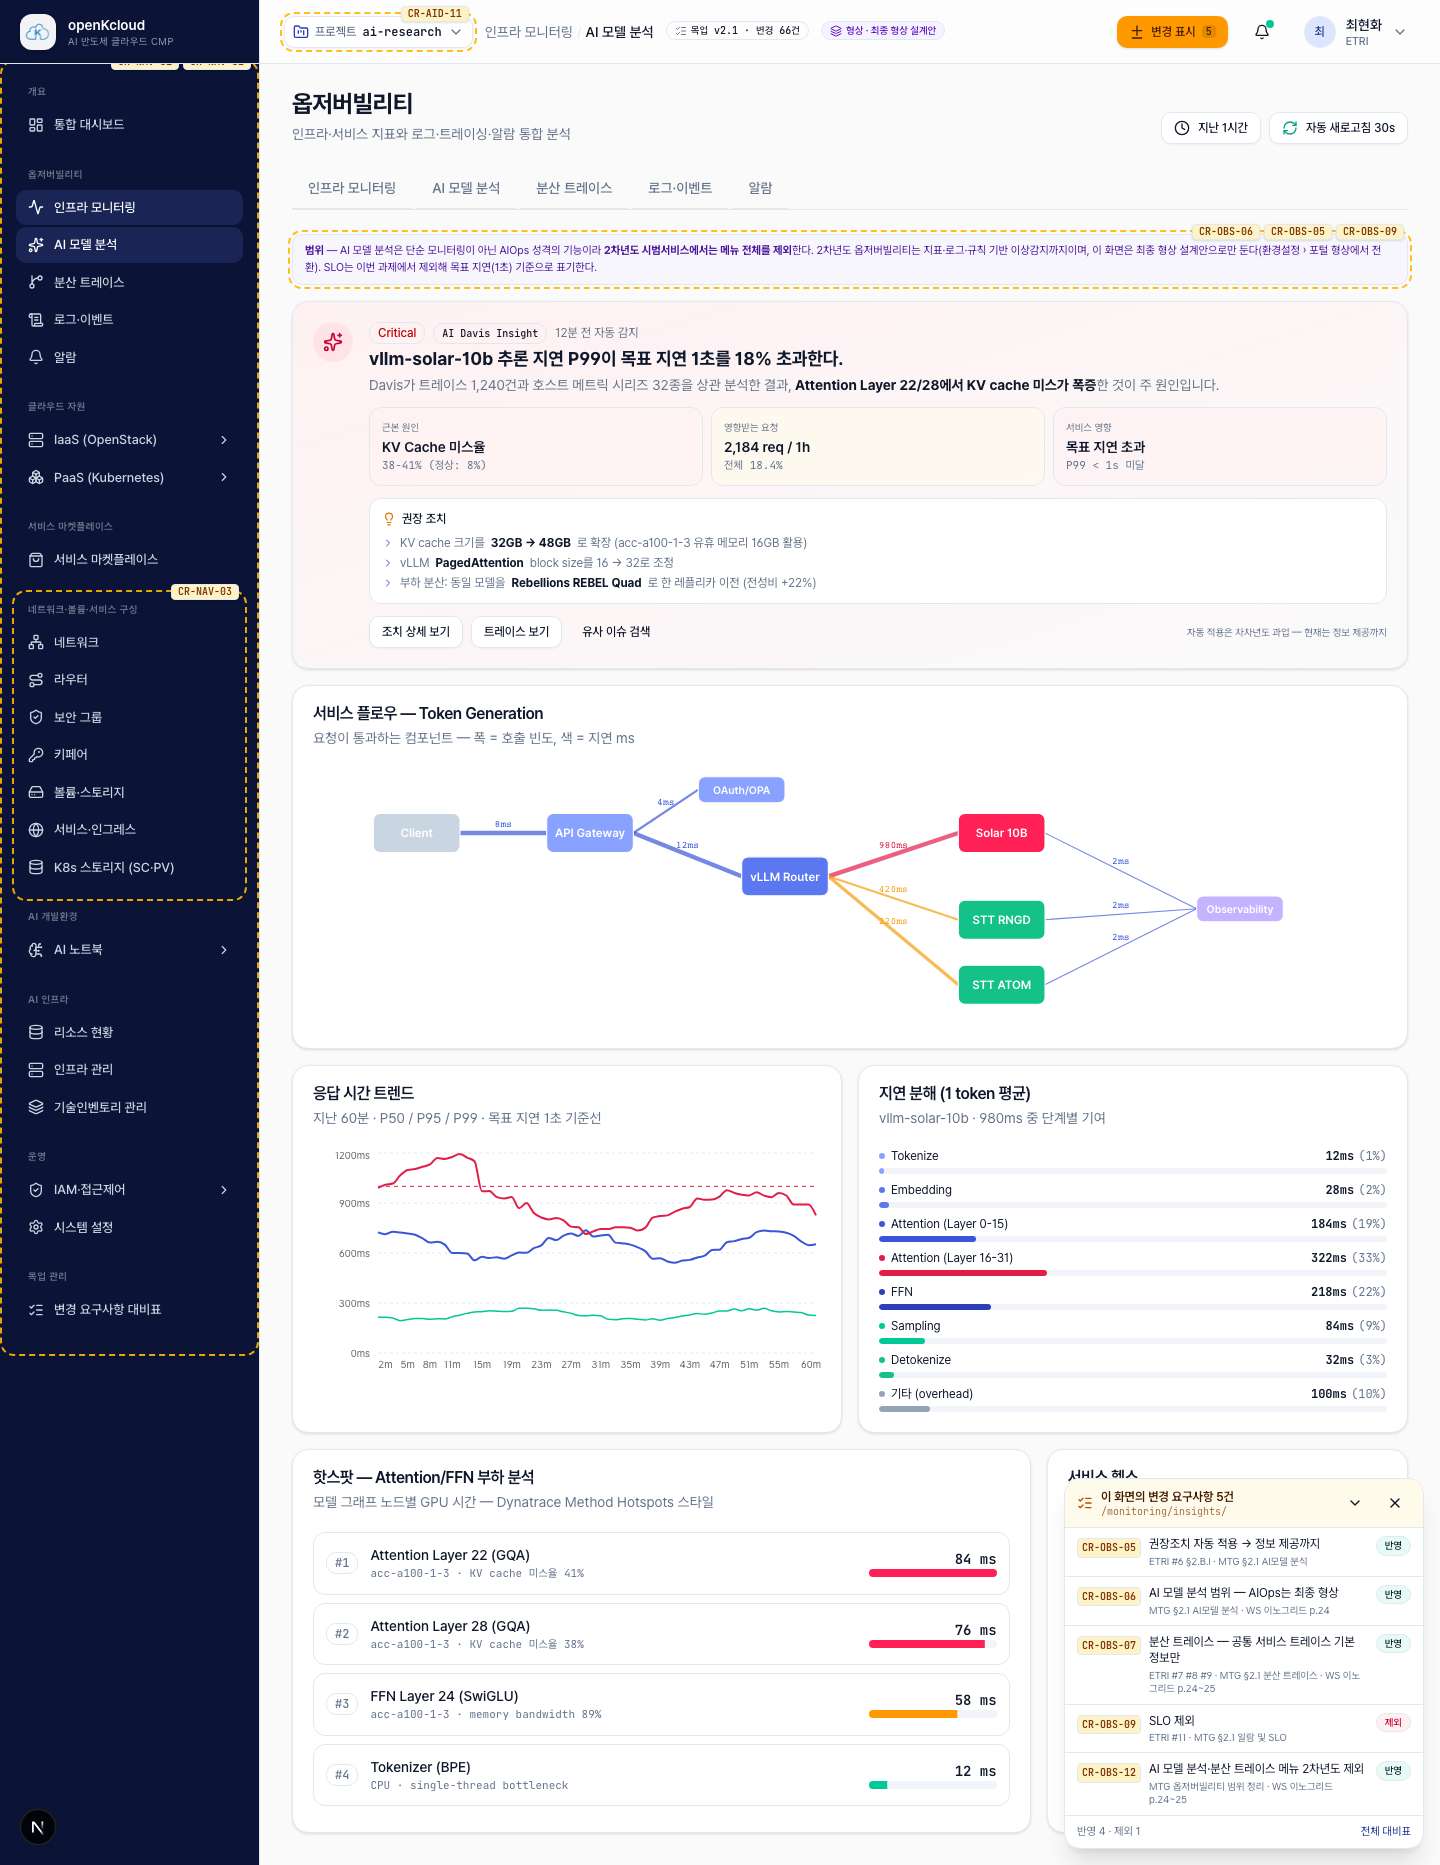 openKcloud
AI 반도체 클라우드 CMP
개요
통합 대시보드
옵저버빌리티
인프라 모니터링
AI 모델 분석
분산 트레이스
로그·이벤트
알람
클라우드 자원
IaaS (OpenStack)
PaaS (Kubernetes)
서비스 마켓플레이스
서비스 마켓플레이스
CR-NAV-03
네트워크·볼륨·서비스 구성
네트워크
라우터
보안 그룹
키페어
볼륨·스토리지
서비스·인그레스
K8s 스토리지 (SC·PV)
AI 개발환경
AI 노트북
AI 인프라
리소스 현황
인프라 관리
기술인벤토리 관리
운영
IAM·접근제어
시스템 설정
목업 관리
변경 요구사항 대비표
CR-AID-11
프로젝트 ai-research
인프라 모니터링 / AI 모델 분석
목업 v2.1 · 변경 66건
형상 · 최종 형상 설계안
변경 표시 5
최
최현화
ETRI
옵저버빌리티
인프라·서비스 지표와 로그·트레이싱·알람 통합 분석
지난 1시간
자동 새로고침 30s
인프라 모니터링
AI 모델 분석
분산 트레이스
로그·이벤트
알람
CR-OBS-06
CR-OBS-05
CR-OBS-09
범위 — AI 모델 분석은 단순 모니터링이 아닌 AIOps 성격의 기능이라 2차년도 시범서비스에서는 메뉴 전체를 제외한다. 2차년도 옵저버빌리티는 지표·로그·규칙 기반 이상감지까지이며, 이 화면은 최종 형상 설계안으로만 둔다(환경설정 › 포털 형상에서 전
환). SLO는 이번 과제에서 제외해 목표 지연(1초) 기준으로 표기한다.
Critical
AI Davis Insight
12분 전 자동 감지
vllm-solar-10b 추론 지연 P99이 목표 지연 1초를 18% 초과한다.
Davis가 트레이스 1,240건과 호스트 메트릭 시리즈 32종을 상관 분석한 결과, Attention Layer 22/28에서 KV cache 미스가 폭증한 것이 주 원인입니다.
근본 원인
KV Cache 미스율
38-41% (정상: 8%)
영향받는 요청
2,184 req / 1h
전체 18.4%
서비스 영향
목표 지연 초과
P99 < 1s 미달
권장 조치
KV cache 크기를 32GB → 48GB 로 확장 (acc-a100-1-3 유휴 메모리 16GB 활용)
vLLM PagedAttention block size를 16 → 32로 조정
부하 분산: 동일 모델을 Rebellions REBEL Quad 로 한 레플리카 이전 (전성비 +22%)
조치 상세 보기
트레이스 보기
유사 이슈 검색
자동 적용은 차차년도 과업 — 현재는 정보 제공까지
서비스 플로우 — Token Generation
요청이 통과하는 컴포넌트 — 폭 = 호출 빈도, 색 = 지연 ms
Client
8ms
API Gateway
4ms
OAuth/OPA
12ms
vLLM Router
980ms
420ms
220ms
Solar 10B
STT RNGD
STT ATOM
2ms
2ms
2ms
Observability
응답 시간 트렌드
지난 60분 · P50 / P95 / P99 · 목표 지연 1초 기준선
1200ms
900ms
600ms
300ms
0ms
2m 5m 8m 11m 15m 19m 23m 27m 31m 35m 39m 43m 47m 51m 55m 60m
지연 분해 (1 token 평균)
vllm-solar-10b · 980ms 중 단계별 기여
Tokenize 12ms (1%)
Embedding 28ms (2%)
Attention (Layer 0-15) 184ms (19%)
Attention (Layer 16-31) 322ms (33%)
FFN 218ms (22%)
Sampling 84ms (9%)
Detokenize 32ms (3%)
기타 (overhead) 100ms (10%)
핫스팟 — Attention/FFN 부하 분석
모델 그래프 노드별 GPU 시간 — Dynatrace Method Hotspots 스타일
#1 Attention Layer 22 (GQA) 84 ms
acc-a100-1-3 · KV cache 미스율 41%
#2 Attention Layer 28 (GQA) 76 ms
acc-a100-1-3 · KV cache 미스율 38%
#3 FFN Layer 24 (SwiGLU) 58 ms
acc-a100-1-3 · memory bandwidth 89%
#4 Tokenizer (BPE) 12 ms
CPU · single-thread bottleneck
서비스 헬스
이 화면의 변경 요구사항 5건
/monitoring/insights/
CR-OBS-05 권장조치 자동 적용 → 정보 제공까지 반영
ETRI #6 §2.B.I · MTG §2.1 AI모델 분석
CR-OBS-06 AI 모델 분석 범위 — AIOps는 최종 형상 반영
MTG §2.1 AI모델 분석 · WS 이노그리드 p.24
CR-OBS-07 분산 트레이스 — 공통 서비스 트레이스 기본 정보만 반영
ETRI #7 #8 #9 · MTG §2.1 분산 트레이스 · WS 이노그리드 p.24~25
CR-OBS-09 SLO 제외 제외
ETRI #11 · MTG §2.1 알람 및 SLO
CR-OBS-12 AI 모델 분석·분산 트레이스 메뉴 2차년도 제외 반영
MTG 옵저버빌리티 범위 정리 · WS 이노그리드 p.24~25
반영 4 · 제외 1
전체 대비표
N